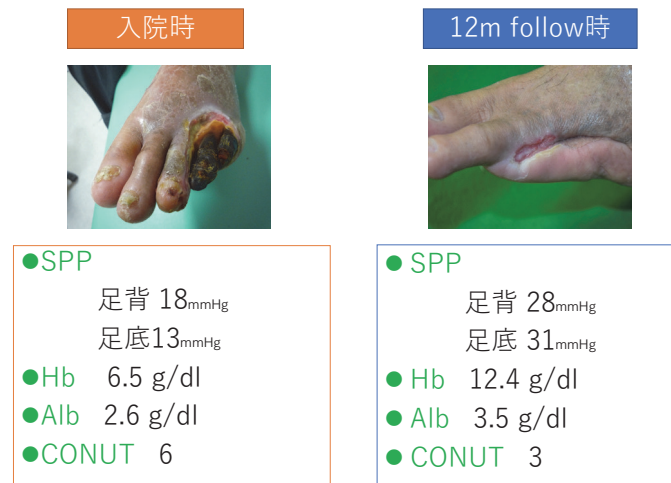 入院時
●SPP
足背 18mmHg
足底13mmHg
●Hb 6.5 g/dl
●Alb 2.6 g/dl
●CONUT 6
12m follow時
● SPP
足背 28mmHg
足底 31mmHg
● Hb 12.4 g/dl
● Alb 3.5 g/dl
● CONUT 3